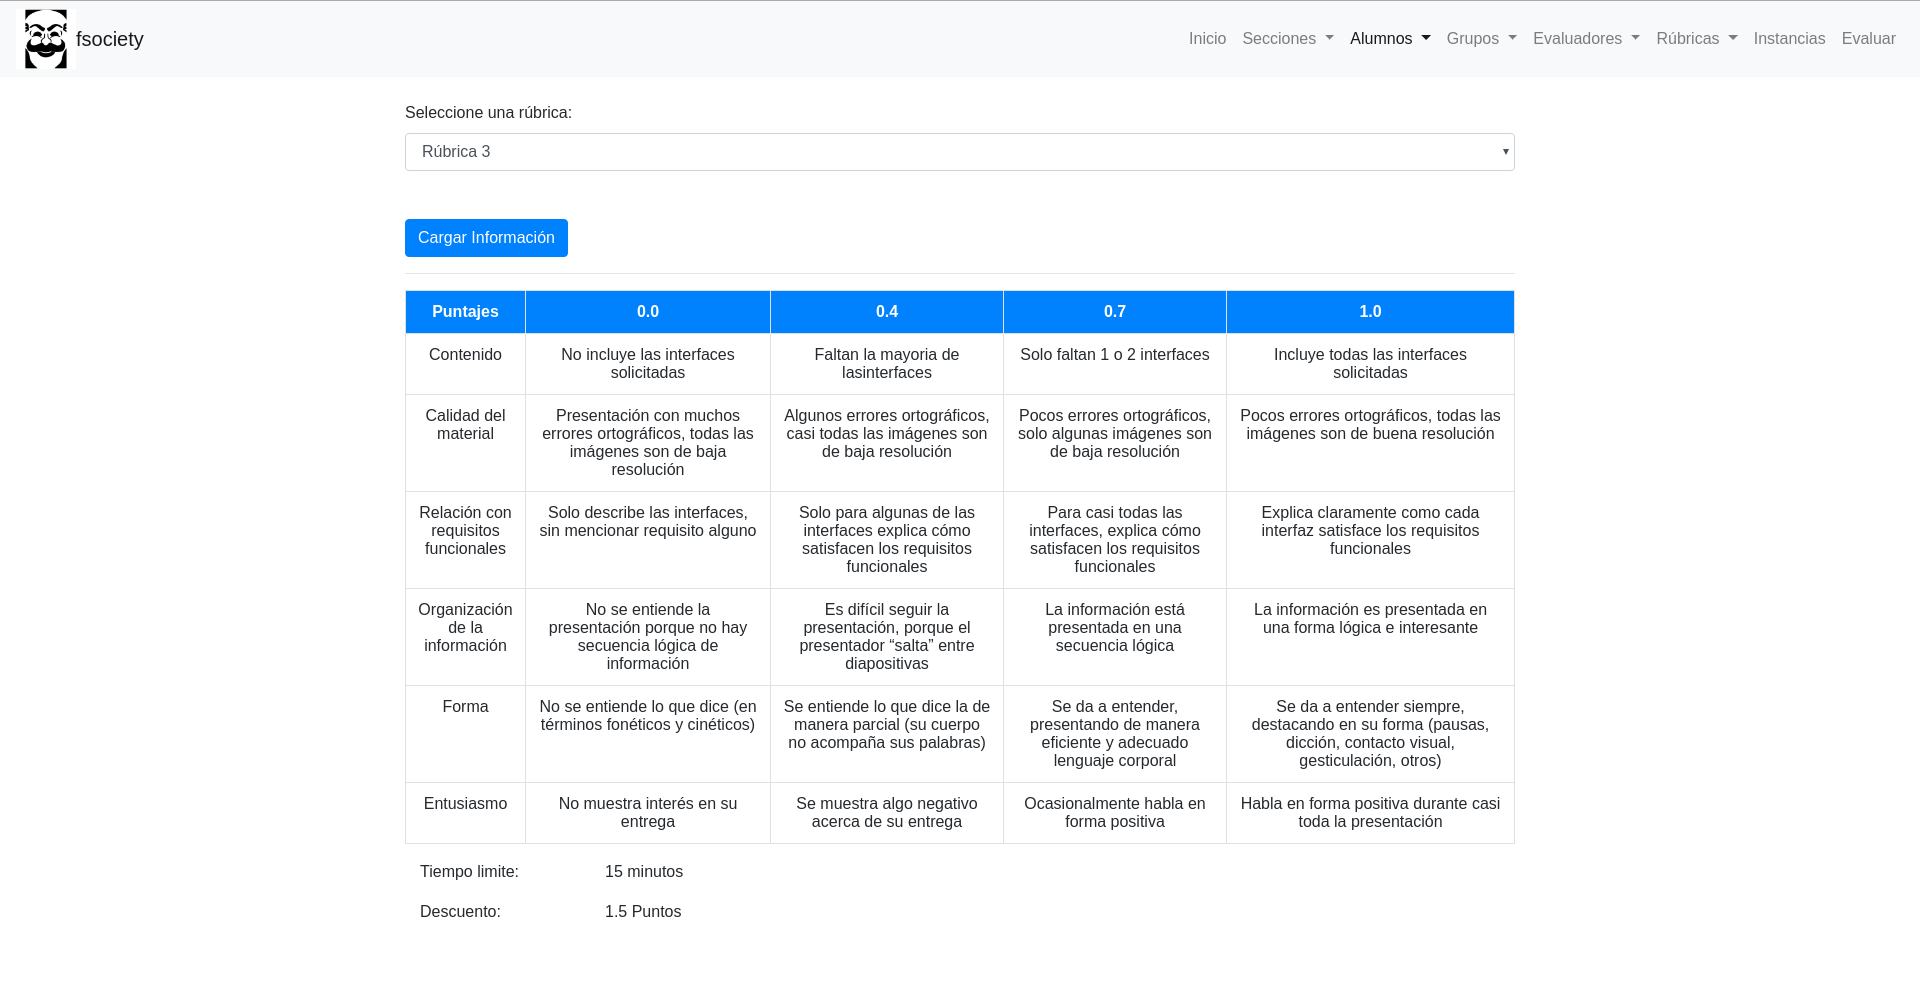 fsociety
Inicio Secciones Alumnos Grupos Evaluadores Rúbricas Instancias Evaluar
Seleccione una rúbrica:
Rúbrica 3
Cargar Información
Puntajes 0.0 0.4 0.7 1.0
Contenido
No incluye las interfaces
solicitadas
Faltan la mayoria de
lasinterfaces
Solo faltan 1 o 2 interfaces
Incluye todas las interfaces
solicitadas
Calidad del
material
Presentación con muchos
errores ortográficos, todas las
imágenes son de baja
resolución
Algunos errores ortográficos,
casi todas las imágenes son
de baja resolución
Pocos errores ortográficos,
solo algunas imágenes son
de baja resolución
Pocos errores ortográficos, todas las
imágenes son de buena resolución
Relación con
requisitos
funcionales
Solo describe las interfaces,
sin mencionar requisito alguno
Solo para algunas de las
interfaces explica cómo
satisfacen los requisitos
funcionales
Para casi todas las
interfaces, explica cómo
satisfacen los requisitos
funcionales
Explica claramente como cada
interfaz satisface los requisitos
funcionales
Organización
de la
información
No se entiende la
presentación porque no hay
secuencia lógica de
información
Es difícil seguir la
presentación, porque el
presentador “salta” entre
diapositivas
La información está
presentada en una
secuencia lógica
La información es presentada en
una forma lógica e interesante
Forma
No se entiende lo que dice (en
términos fonéticos y cinéticos)
Se entiende lo que dice la de
manera parcial (su cuerpo
no acompaña sus palabras)
Se da a entender,
presentando de manera
eficiente y adecuado
lenguaje corporal
Se da a entender siempre,
destacando en su forma (pausas,
dicción, contacto visual,
gesticulación, otros)
Entusiasmo
No muestra interés en su
entrega
Se muestra algo negativo
acerca de su entrega
Ocasionalmente habla en
forma positiva
Habla en forma positiva durante casi
toda la presentación
Tiempo limite: 15 minutos
Descuento: 1.5 Puntos